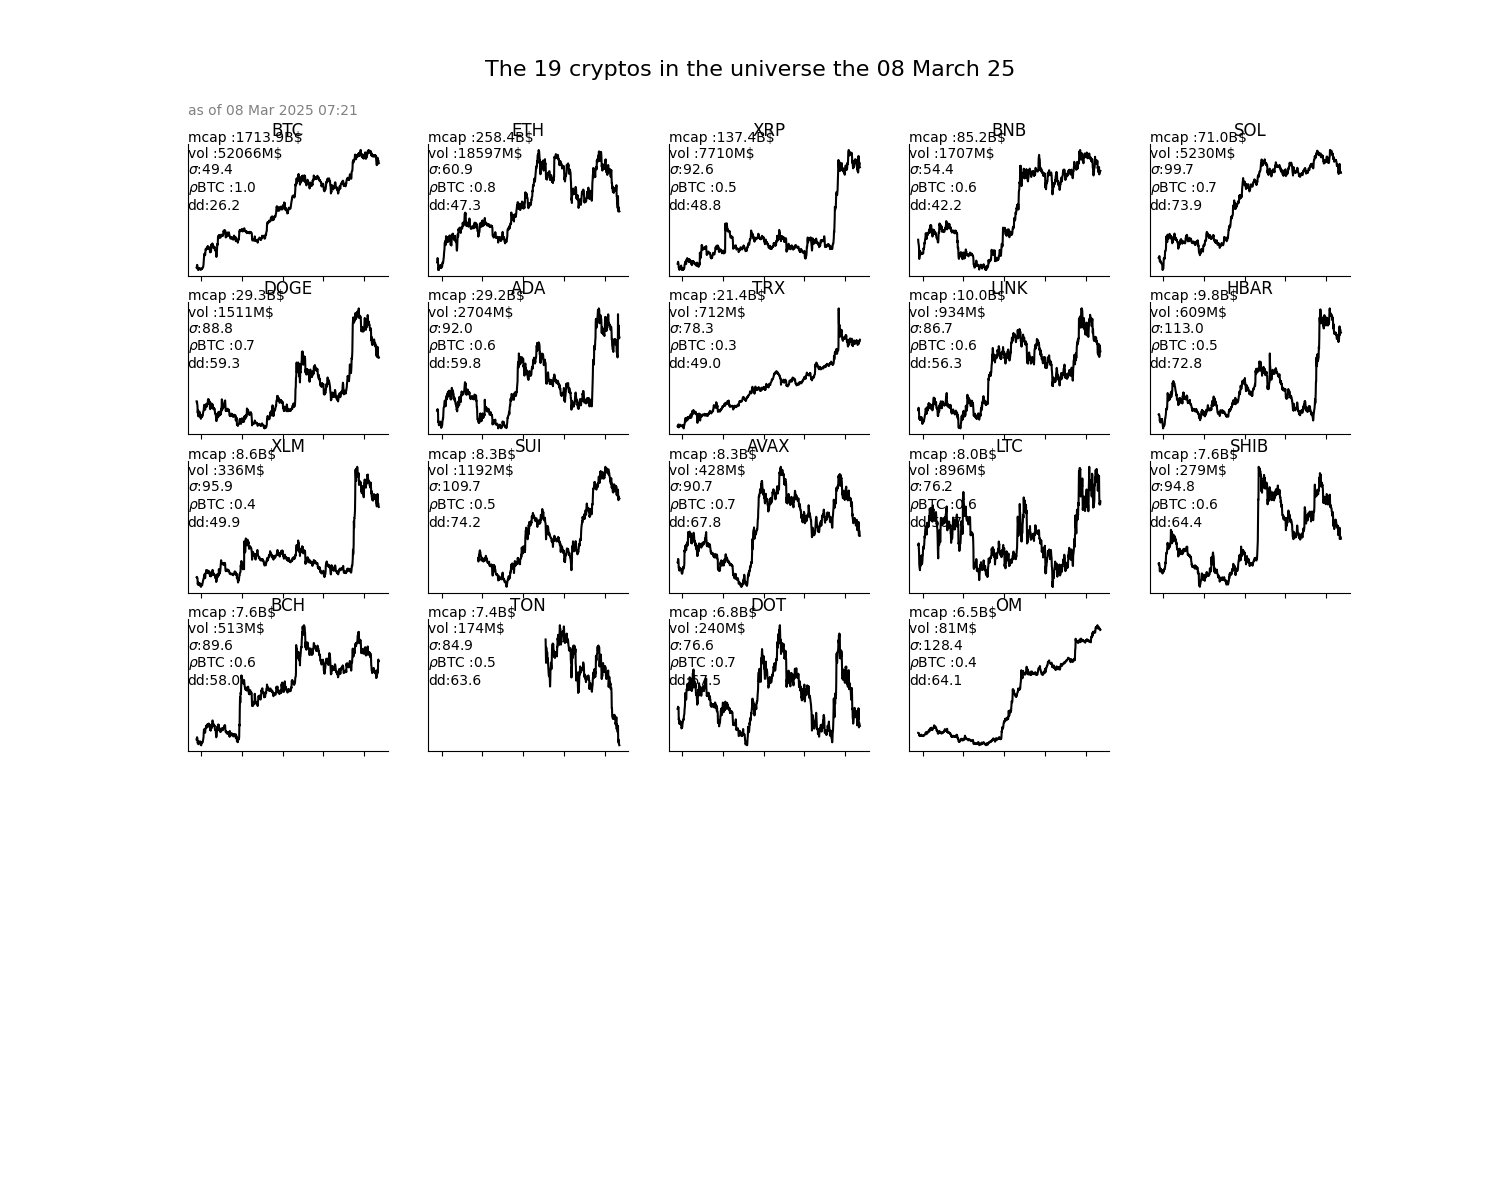 The 19 cryptos in the universe the 08 March 25
as of 08 Mar 2025 07:21
BTC
mcap :1713.9B$
vol :52066M$
σ:49.4
ρBTC :1.0
dd:26.2
ETH
mcap :258.4B$
vol :18597M$
σ:60.9
ρBTC :0.8
dd:47.3
XRP
mcap :137.4B$
vol :7710M$
σ:92.6
ρBTC :0.5
dd:48.8
BNB
mcap :85.2B$
vol :1707M$
σ:54.4
ρBTC :0.6
dd:42.2
SOL
mcap :71.0B$
vol :5230M$
σ:99.7
ρBTC :0.7
dd:73.9
DOGE
mcap :29.3B$
vol :1511M$
σ:88.8
ρBTC :0.7
dd:59.3
ADA
mcap :29.2B$
vol :2704M$
σ:92.0
ρBTC :0.6
dd:59.8
TRX
mcap :21.4B$
vol :712M$
σ:78.3
ρBTC :0.3
dd:49.0
LINK
mcap :10.0B$
vol :934M$
σ:86.7
ρBTC :0.6
dd:56.3
HBAR
mcap :9.8B$
vol :609M$
σ:113.0
ρBTC :0.5
dd:72.8
XLM
mcap :8.6B$
vol :336M$
σ:95.9
ρBTC :0.4
dd:49.9
SUI
mcap :8.3B$
vol :1192M$
σ:109.7
ρBTC :0.5
dd:74.2
AVAX
mcap :8.3B$
vol :428M$
σ:90.7
ρBTC :0.7
dd:67.8
LTC
mcap :8.0B$
vol :896M$
σ:76.2
ρBTC :0.6
SHIB
mcap :7.6B$
vol :279M$
σ:94.8
ρBTC :0.6
dd:64.4
BCH
mcap :7.6B$
vol :513M$
σ:89.6
ρBTC :0.6
dd:58.0
TON
mcap :7.4B$
vol :174M$
σ:84.9
ρBTC :0.5
dd:63.6
DOT
mcap :6.8B$
vol :240M$
σ:76.6
ρBTC :0.7
dd:67.5
OM
mcap :6.5B$
vol :81M$
σ:128.4
ρBTC :0.4
dd:64.1